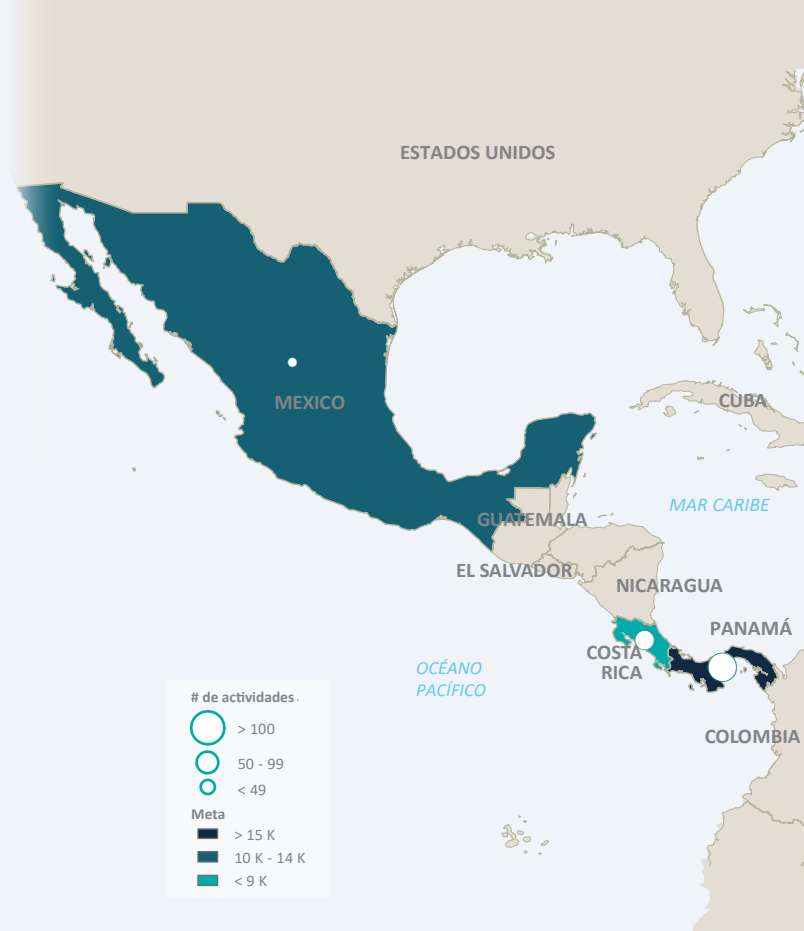 ESTADOS UNIDOS
MEXICO
CUBA
MAR CARIBE
GUATEMALA
EL SALVADOR
NICARAGUA
PANAMÁ
COSTA
RICA
OCÉANO
PACÍFICO
COLOMBIA
# de actividades
> 100
50 - 99
< 49
Meta
> 15 K
10 K - 14 K
< 9 K